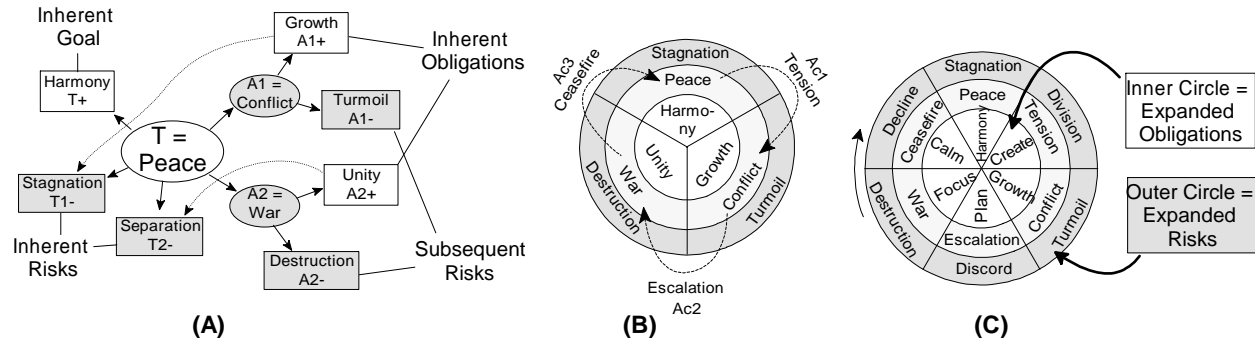 Inherent
Goal
Harmony
T+
T =
Peace
Stagnation
T1-
Separation
T2-
Inherent
Risks
Growth
A1+
A1 =
Conflict
Turmoil
A1-
Unity
A2+
A2 =
War
Destruction
A2-
Inherent
Obligations
Subsequent
Risks
(A)
Stagnation
Peace
Harmo-
ny
Ac3
Ceasefire
Ac1
Tension
Unity
Growth
War
Conflict
Destruction
Turmoil
Escalation
Ac2
(B)
Stagnation
Peace
Harmony
Decline
Ceasefire
Calm
Division
Tension
Create
Destruction
War
Focus
Turmoil
Conflict
Growth
Plan
Escalation
Discord
Inner Circle =
Expanded
Obligations
Outer Circle =
Expanded
Risks
(C)